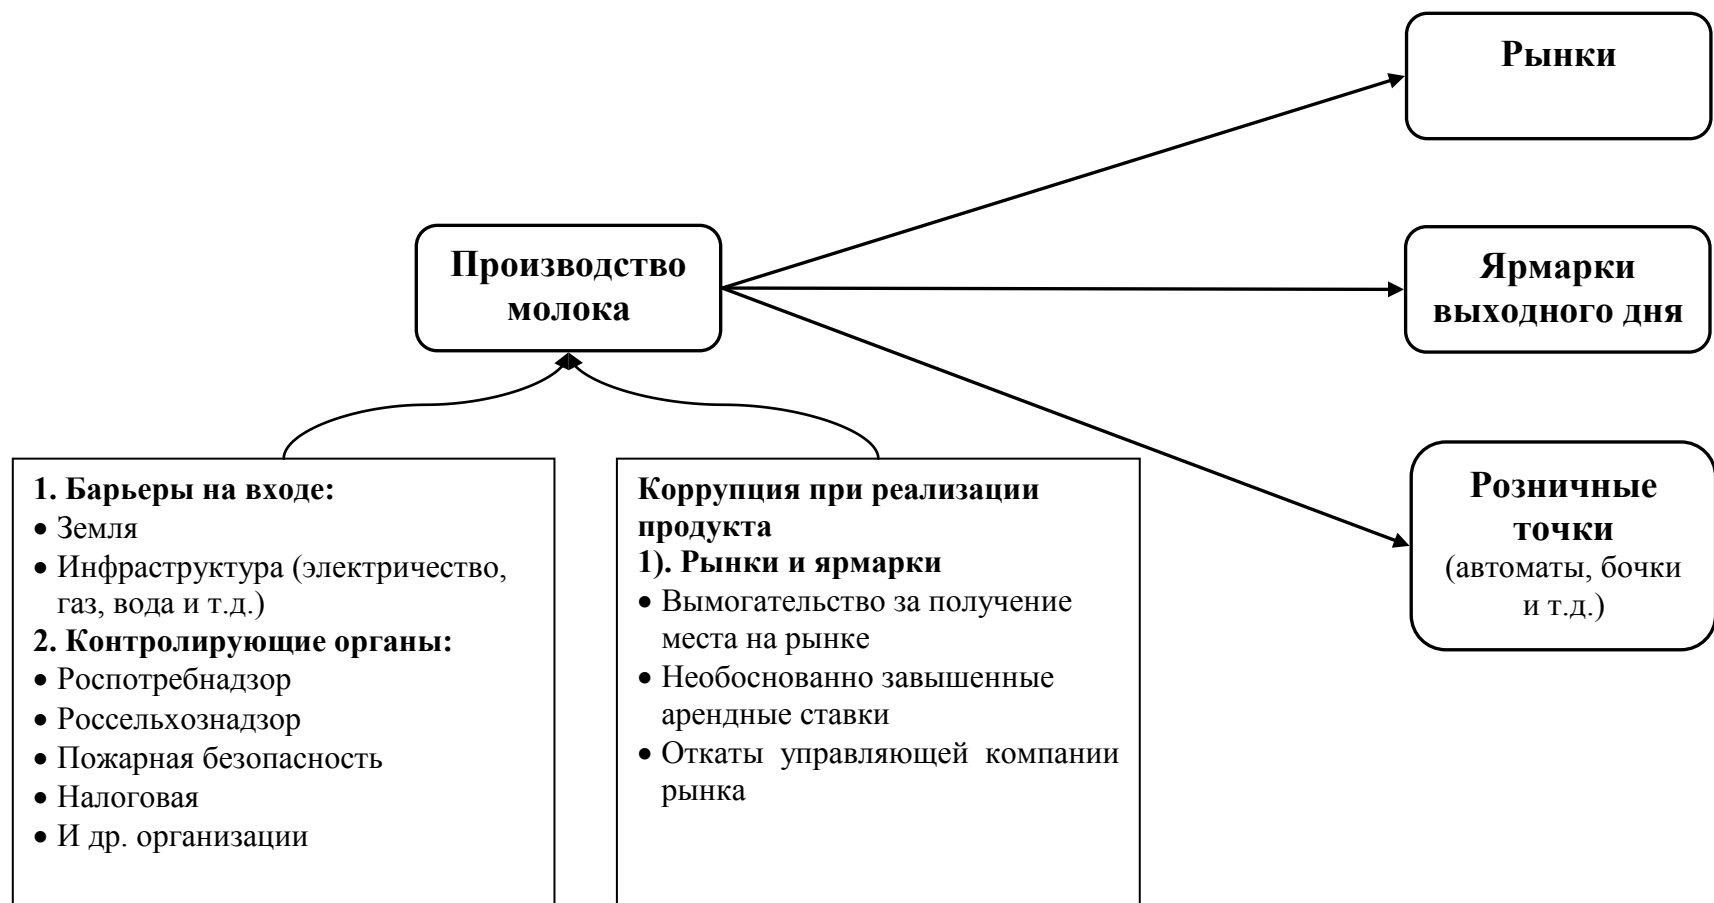 Рынки
Производство
молока
Ярмарки
выходного дня
Розничные
точки
(автоматы, бочки
и т.д.)
1. Барьеры на входе:
• Земля
• Инфраструктура (электричество,
газ, вода и т.д.)
2. Контролирующие органы:
• Роспотребнадзор
• Россельхознадзор
• Пожарная безопасность
• Налоговая
• И др. организации
Коррупция при реализации
продукта
1). Рынки и ярмарки
• Вымогательство за получение
места на рынке
• Необоснованно завышенные
арендные ставки
• Откаты управляющей компании
рынка